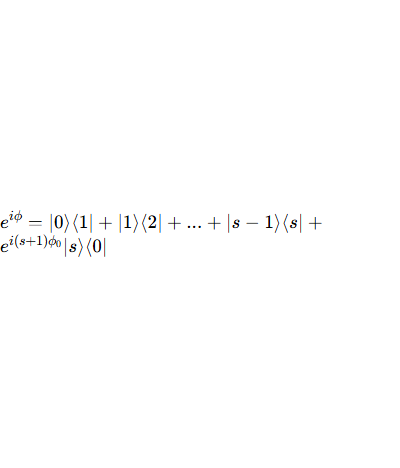 e^{iϕ} = |0⟩⟨1| + |1⟩⟨2| + ... + |s − 1⟩⟨s| +
e^{i(s+1)ϕ_0}|s⟩⟨0|